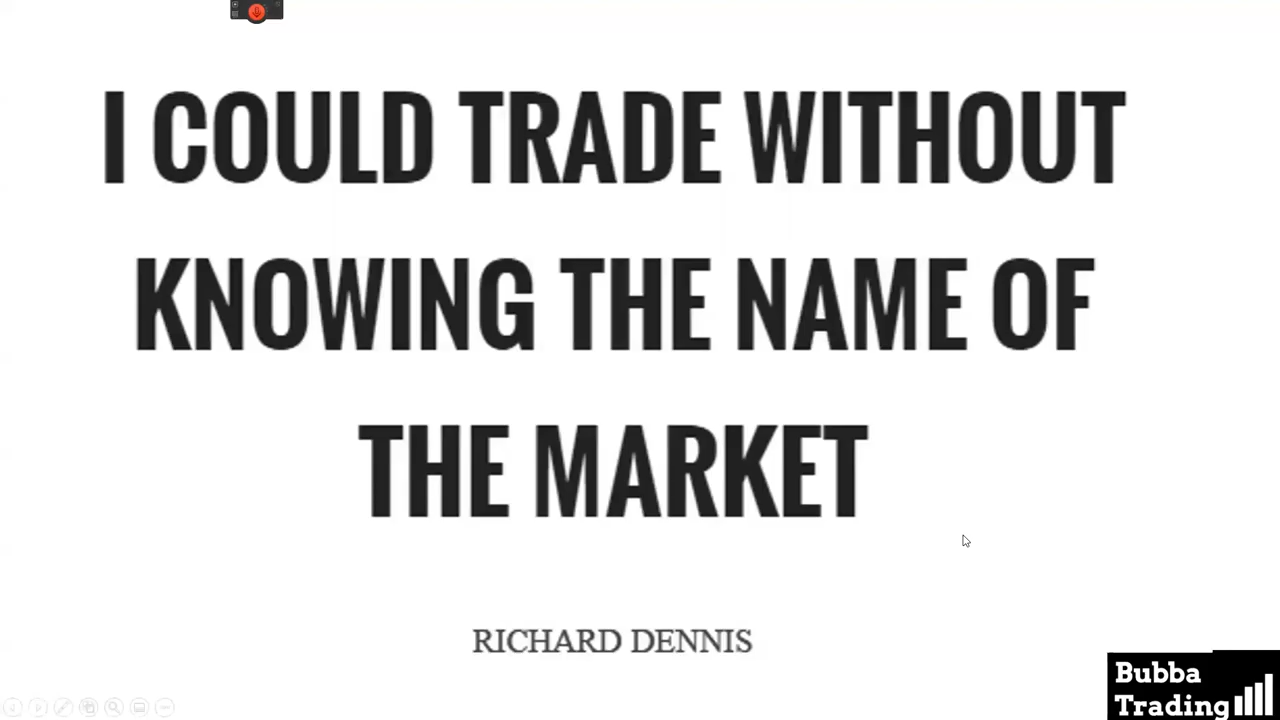 I COULD TRADE WITHOUT
KNOWING THE NAME OF
THE MARKET
RICHARD DENNIS
Bubba
Trading